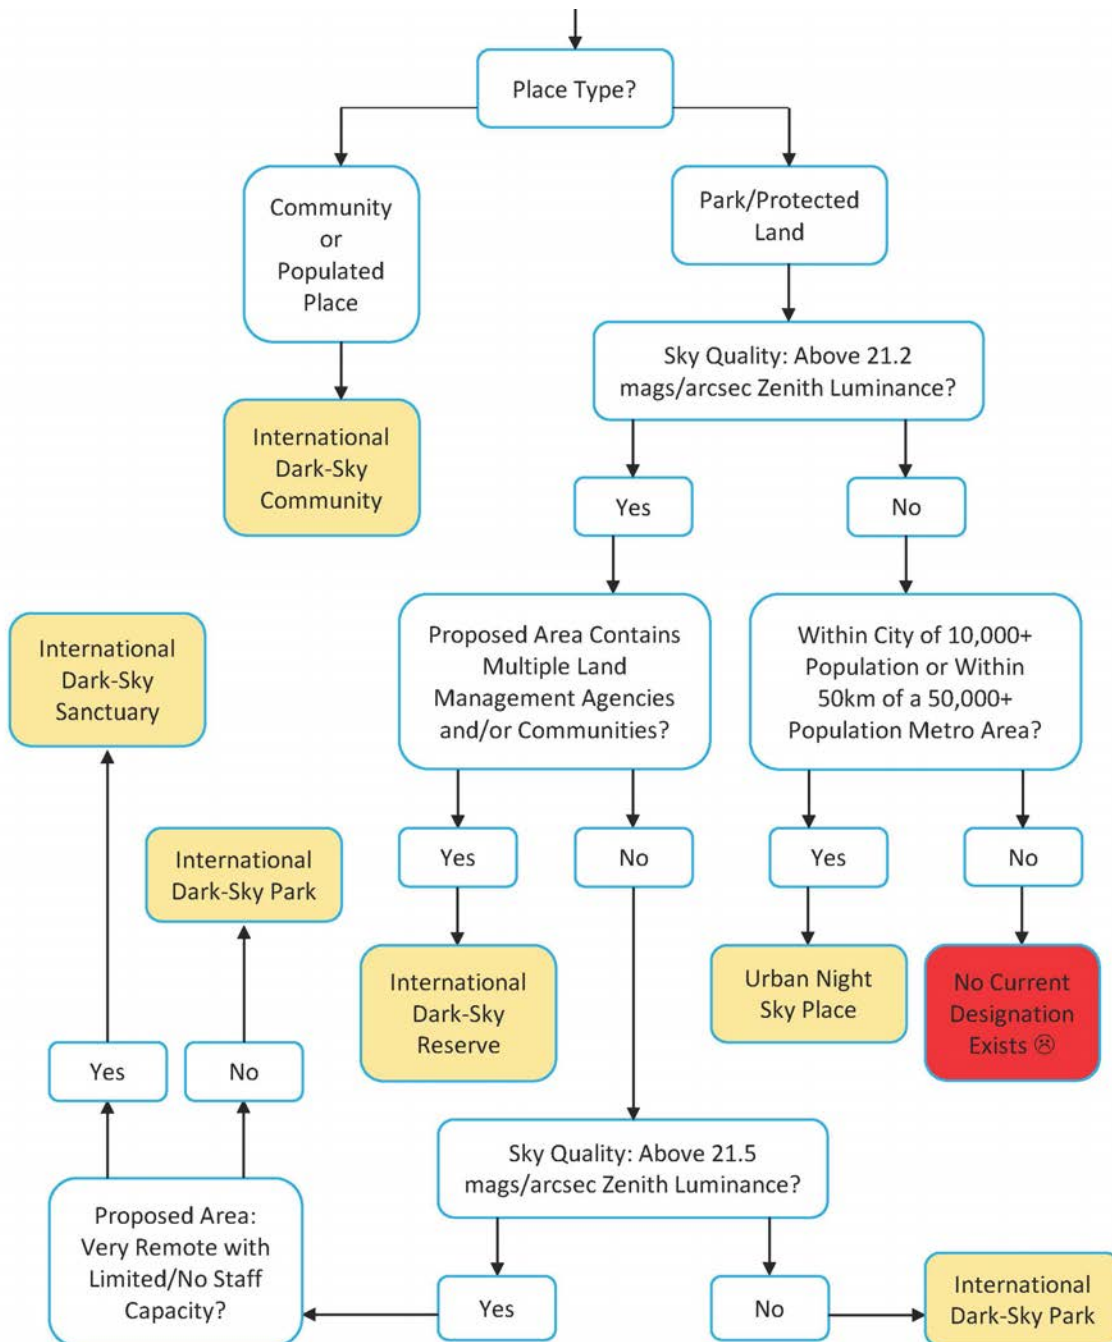 Place Type?
Community
or
Populated
Place
Park/Protected
Land
International
Dark-Sky
Community
Sky Quality: Above 21.2
mags/arcsec Zenith Luminance?
Yes
No
Proposed Area Contains
Multiple Land
Management Agencies
and/or Communities?
Within City of 10,000+
Population or Within
50km of a 50,000+
Population Metro Area?
International
Dark-Sky
Sanctuary
International
Dark-Sky Park
Yes
No
Yes
No
International
Dark-Sky
Reserve
Urban Night
Sky Place
No Current
Designation
Exists ☹
Yes
No
Sky Quality: Above 21.5
mags/arcsec Zenith Luminance?
Proposed Area:
Very Remote with
Limited/No Staff
Capacity?
Yes
No
International
Dark-Sky Park